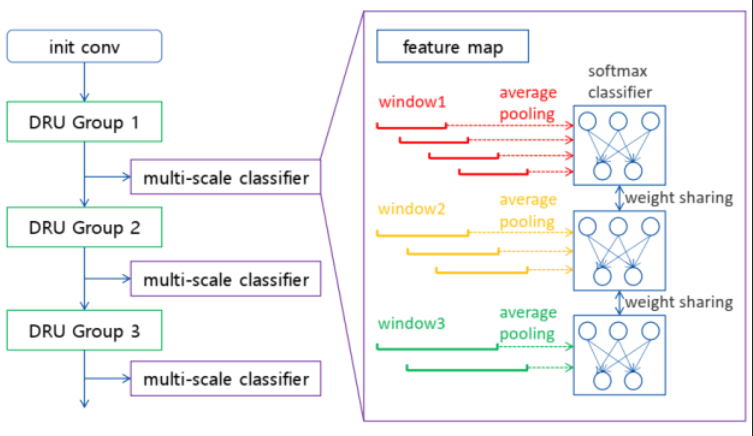 init conv
DRU Group 1
multi-scale classifier
DRU Group 2
multi-scale classifier
DRU Group 3
multi-scale classifier
feature map
softmax
classifier
window1
average
pooling
weight sharing
window2
average
pooling
weight sharing
window3
average
pooling